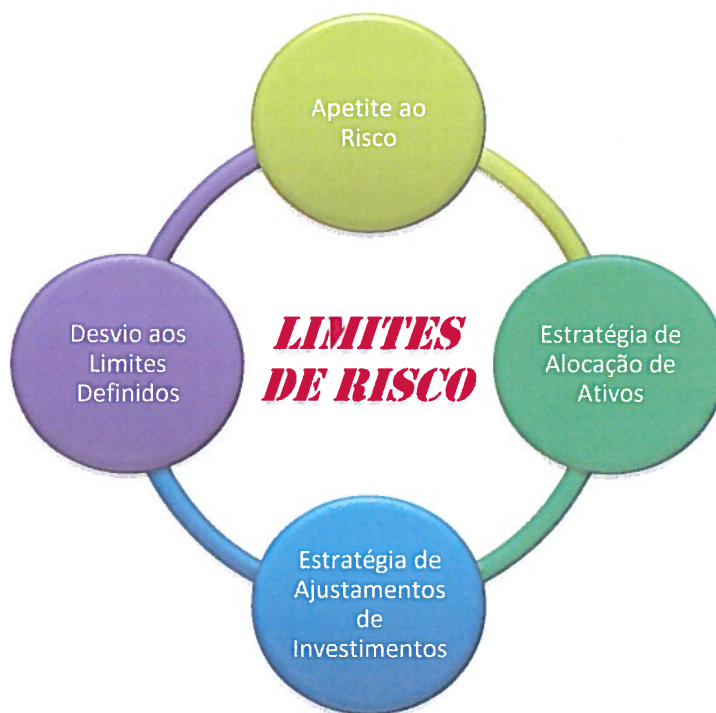 Apetite ao
Risco
Desvio aos
Limites
Definidos
LIMITES
DE RISCO
Estratégia de
Alocação de
Ativos
Estratégia de
Ajustamentos
de
Investimentos